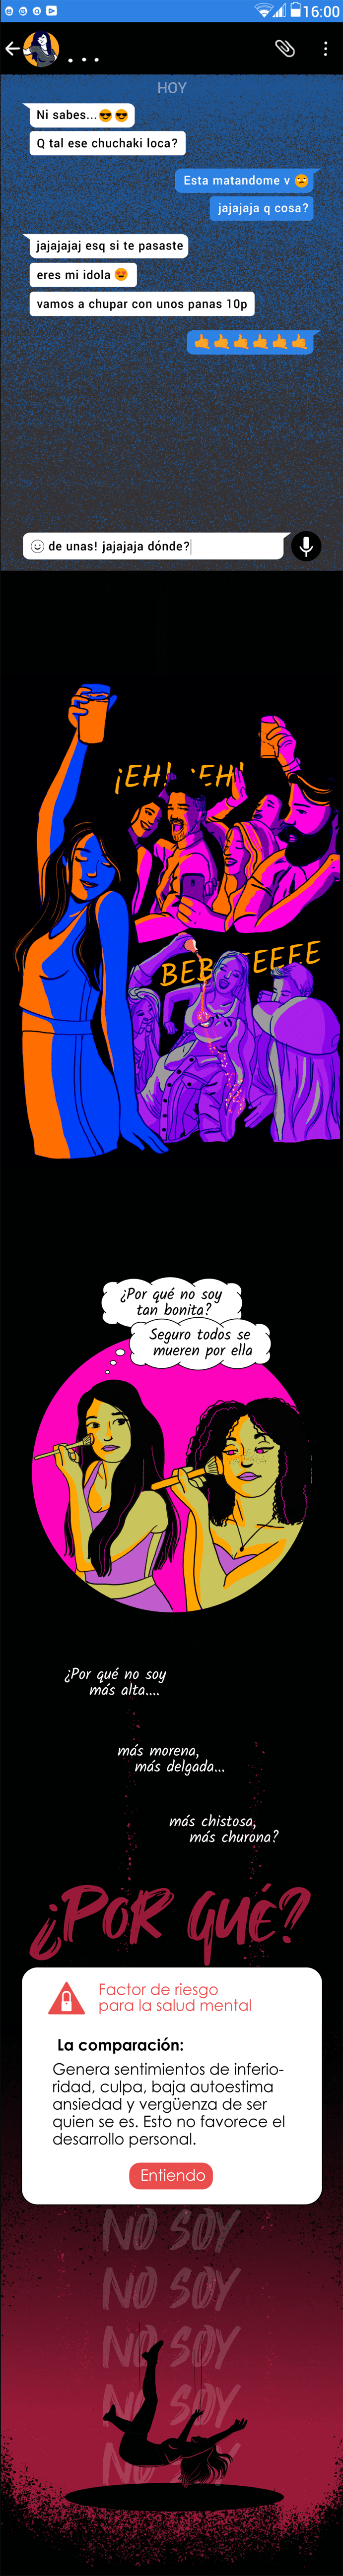 16:00
...
HOY
Ni sabes...😎😎
Q tal ese chuchaki loca?
Esta matandome v 🥴
jajajaja q cosa?
jajajajaj esq si te pasaste
eres mi idola 😍
vamos a chupar con unos panas 10p
🤙🤙🤙🤙🤙🤙
de unas! jajajaja dónde?
¡EH! ¡EH!
¿Por qué no soy
tan bonita?
Seguro todos se
mueren por ella
¿Por qué no soy
más alta....
más morena,
más delgada...
más chistosa,
más churona?
¿POR QUÉ?
Factor de riesgo
para la salud mental
La comparación:
Genera sentimientos de inferio-
ridad, culpa, baja autoestima
ansiedad y vergüenza de ser
quien se es. Esto no favorece el
desarrollo personal.
Entiendo
NO SOY
NO SOY
NO SOY
NO SOY
NO SOY